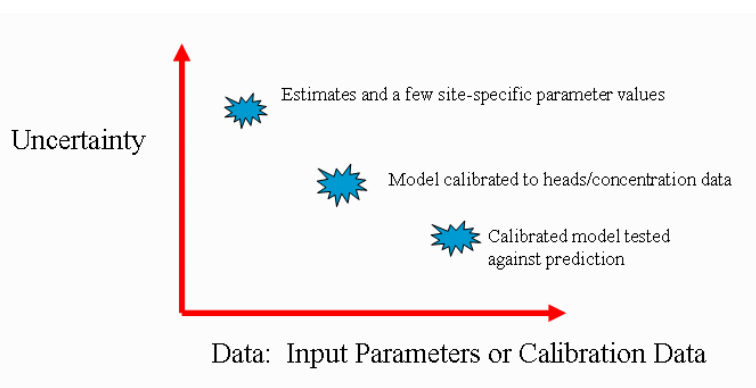 Estimates and a few site-specific parameter values
Uncertainty
Model calibrated to heads/concentration data
Calibrated model tested
against prediction
Data:  Input Parameters or Calibration Data